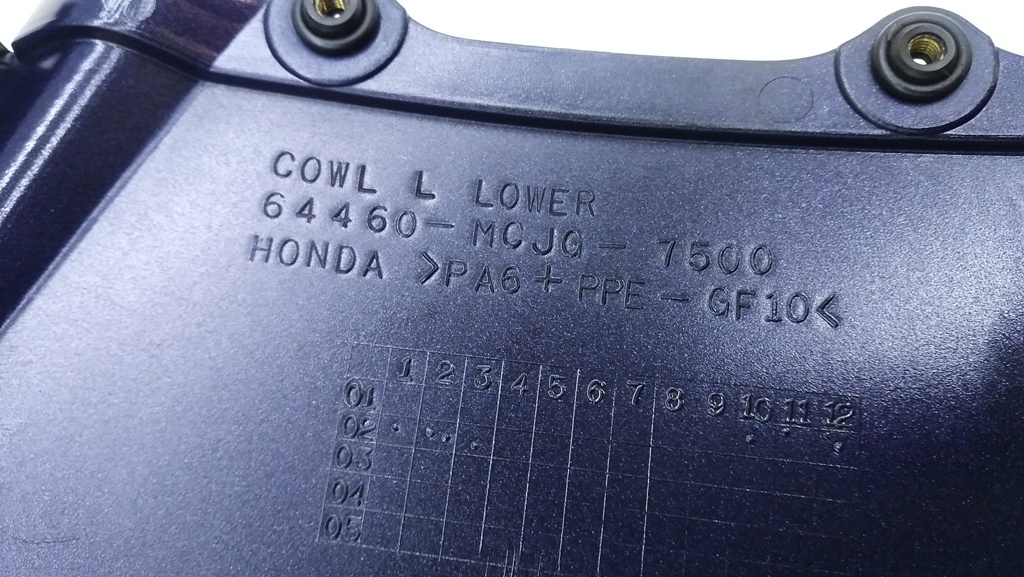 COWL L LOWER
64460-MCJG-7500
HONDA >PA6+PPE-GF10<
1 2 3 4 5 6 7 8 9 10 11 12
01
02
03
04
05